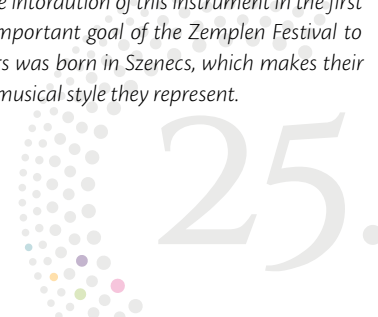 e intordution of this instrument in the first
mportant goal of the Zemplen Festival to
rs was born in Szenecs, which makes their
musical style they represent.
25.